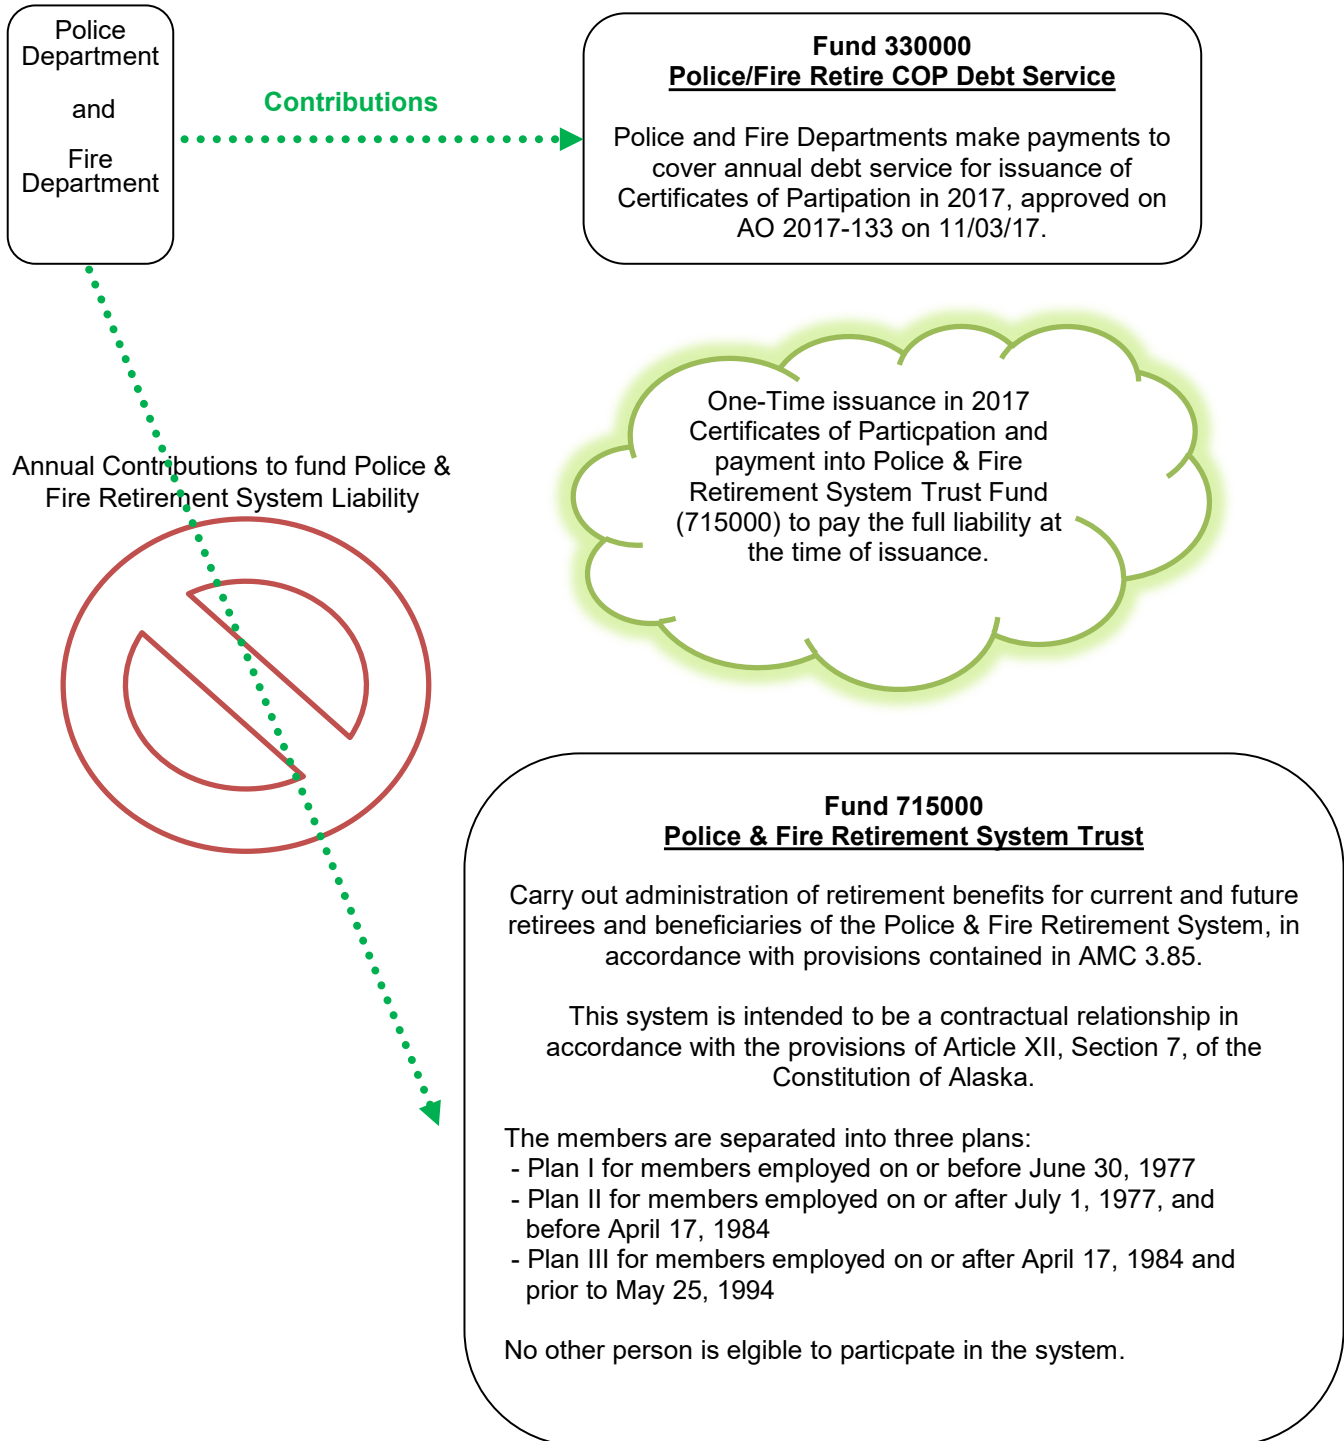 Police
Department
and
Fire
Department
Contributions
Fund 330000
Police/Fire Retire COP Debt Service
Police and Fire Departments make payments to
cover annual debt service for issuance of
Certificates of Partipation in 2017, approved on
AO 2017-133 on 11/03/17.
One-Time issuance in 2017
Certificates of Particpation and
payment into Police & Fire
Retirement System Trust Fund
(715000) to pay the full liability at
the time of issuance.
Annual Contributions to fund Police &
Fire Retirement System Liability
Fund 715000
Police & Fire Retirement System Trust
Carry out administration of retirement benefits for current and future
retirees and beneficiaries of the Police & Fire Retirement System, in
accordance with provisions contained in AMC 3.85.
This system is intended to be a contractual relationship in
accordance with the provisions of Article XII, Section 7, of the
Constitution of Alaska.
The members are separated into three plans:
- Plan I for members employed on or before June 30, 1977
- Plan II for members employed on or after July 1, 1977, and
before April 17, 1984
- Plan III for members employed on or after April 17, 1984 and
prior to May 25, 1994
No other person is elgible to particpate in the system.